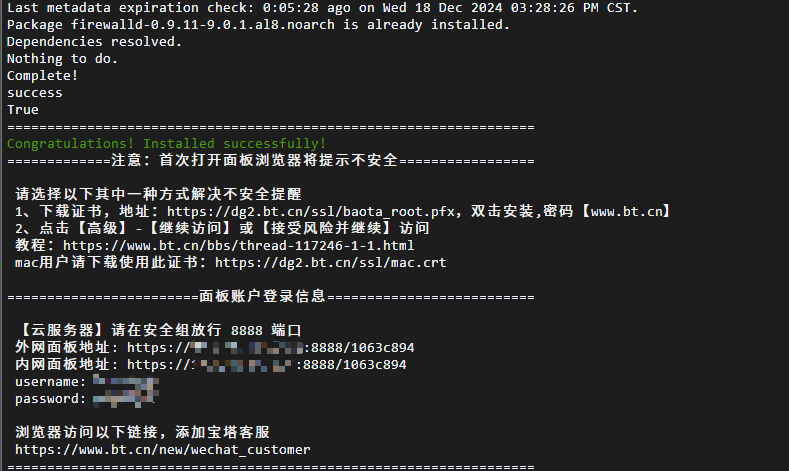 Last metadata expiration check: 0:05:28 ago on Wed 18 Dec 2024 03:28:26 PM CST.
Package firewalld-0.9.11-9.0.1.al8.noarch is already installed.
Dependencies resolved.
Nothing to do.
Complete!
success
True
==================================================================
Congratulations! Installed successfully!
=============注意：首次打开面板浏览器将提示不安全=================
请选择以下其中一种方式解决不安全提醒
1、下载证书，地址：https://dg2.bt.cn/ssl/baota_root.pfx，双击安装,密码【www.bt.cn】
2、点击【高级】-【继续访问】或【接受风险并继续】访问
教程：https://www.bt.cn/bbs/thread-117246-1-1.html
mac用户请下载使用此证书：https://dg2.bt.cn/ssl/mac.crt
========================面板账户登录信息==========================
【云服务器】请在安全组放行 8888 端口
外网面板地址: https://:8888/1063c894
内网面板地址: https://:8888/1063c894
username:
password:
浏览器访问以下链接，添加宝塔客服
https://www.bt.cn/new/wechat_customer
==================================================================